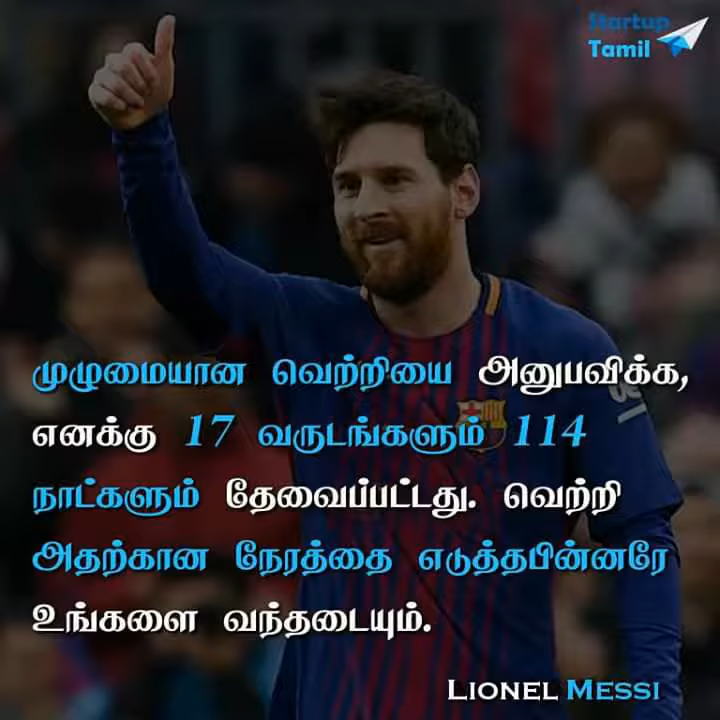 Startup
Tamil
முழுமையான வெற்றியை அனுபவிக்க,
எனக்கு 17 வருடங்களும் 114
நாட்களும் தேவைப்பட்டது. வெற்றி
அதற்கான நேரத்தை எடுத்தபின்னரே
உங்களை வந்தடையும்.
LIONEL MESSI